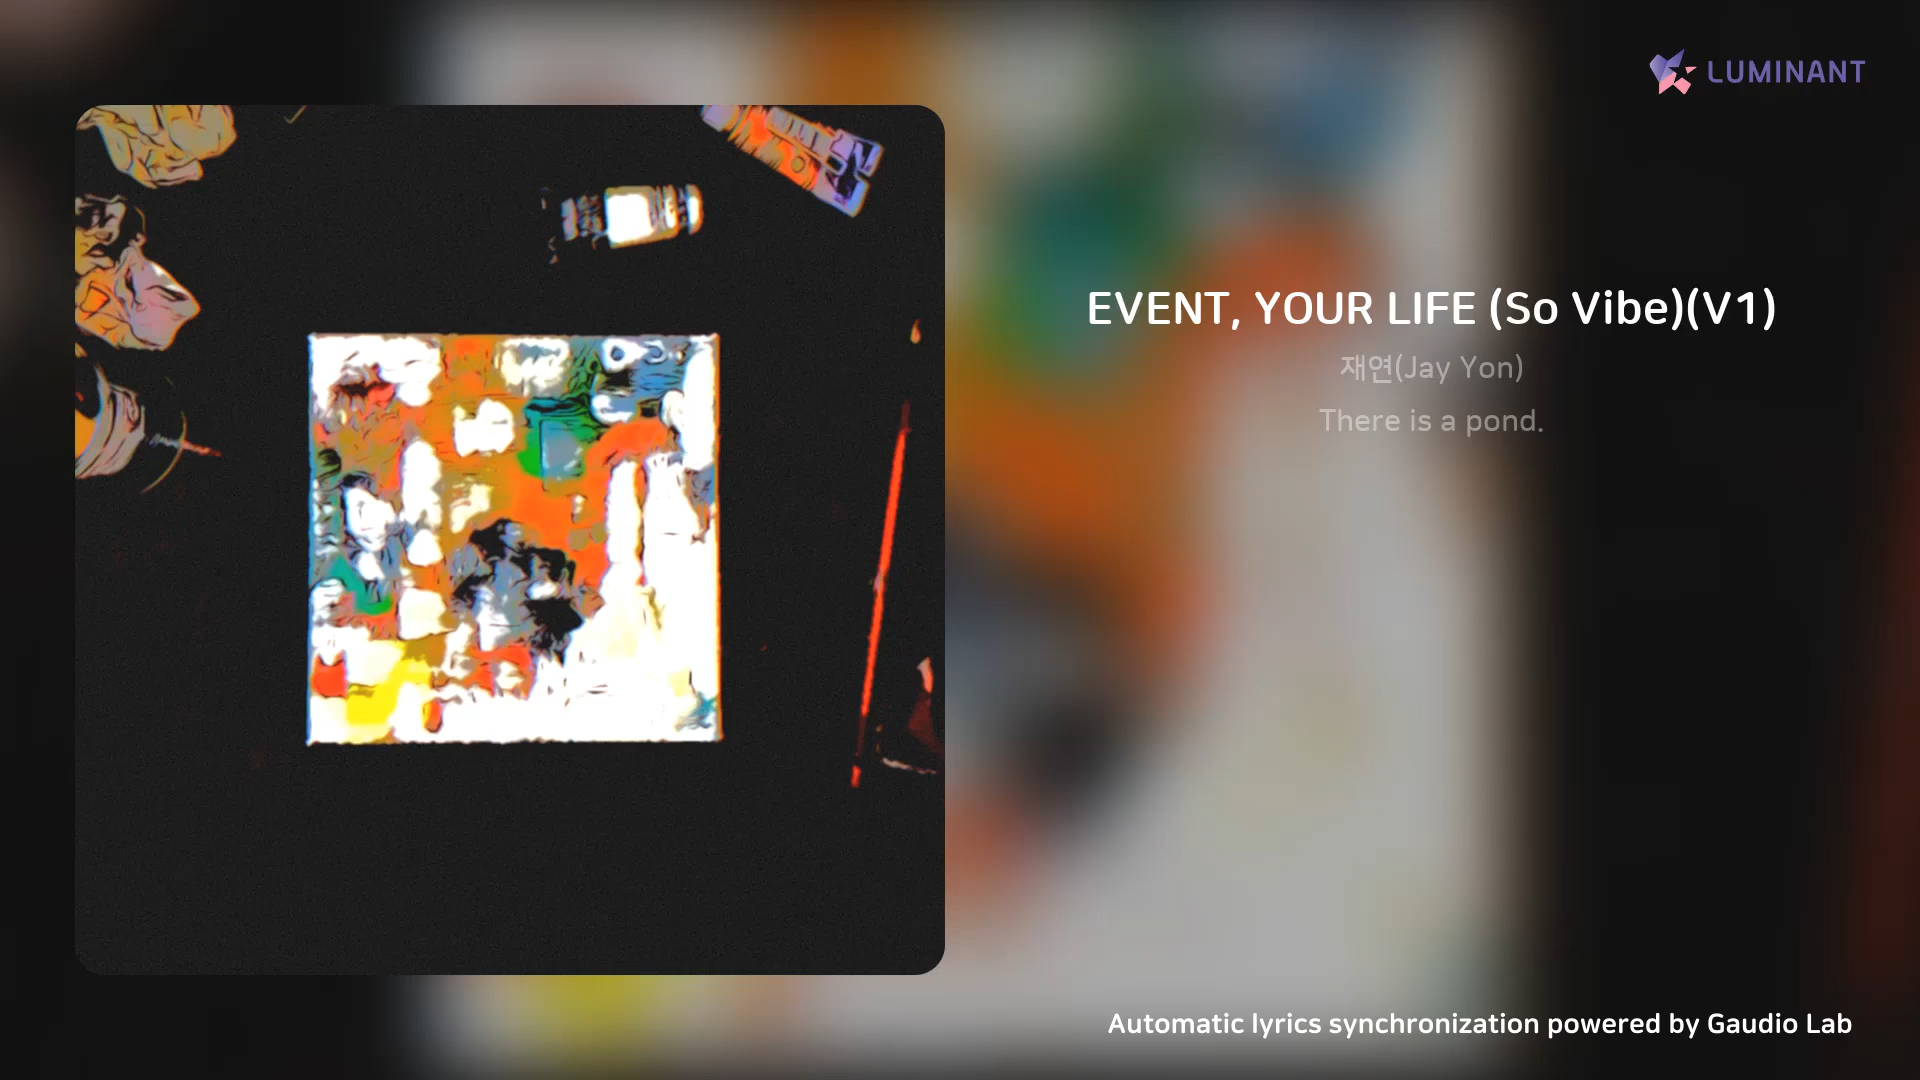 LUMINANT
EVENT, YOUR LIFE (So Vibe)(V1)
재연(Jay Yon)
There is a pond.
Automatic lyrics synchronization powered by Gaudio Lab